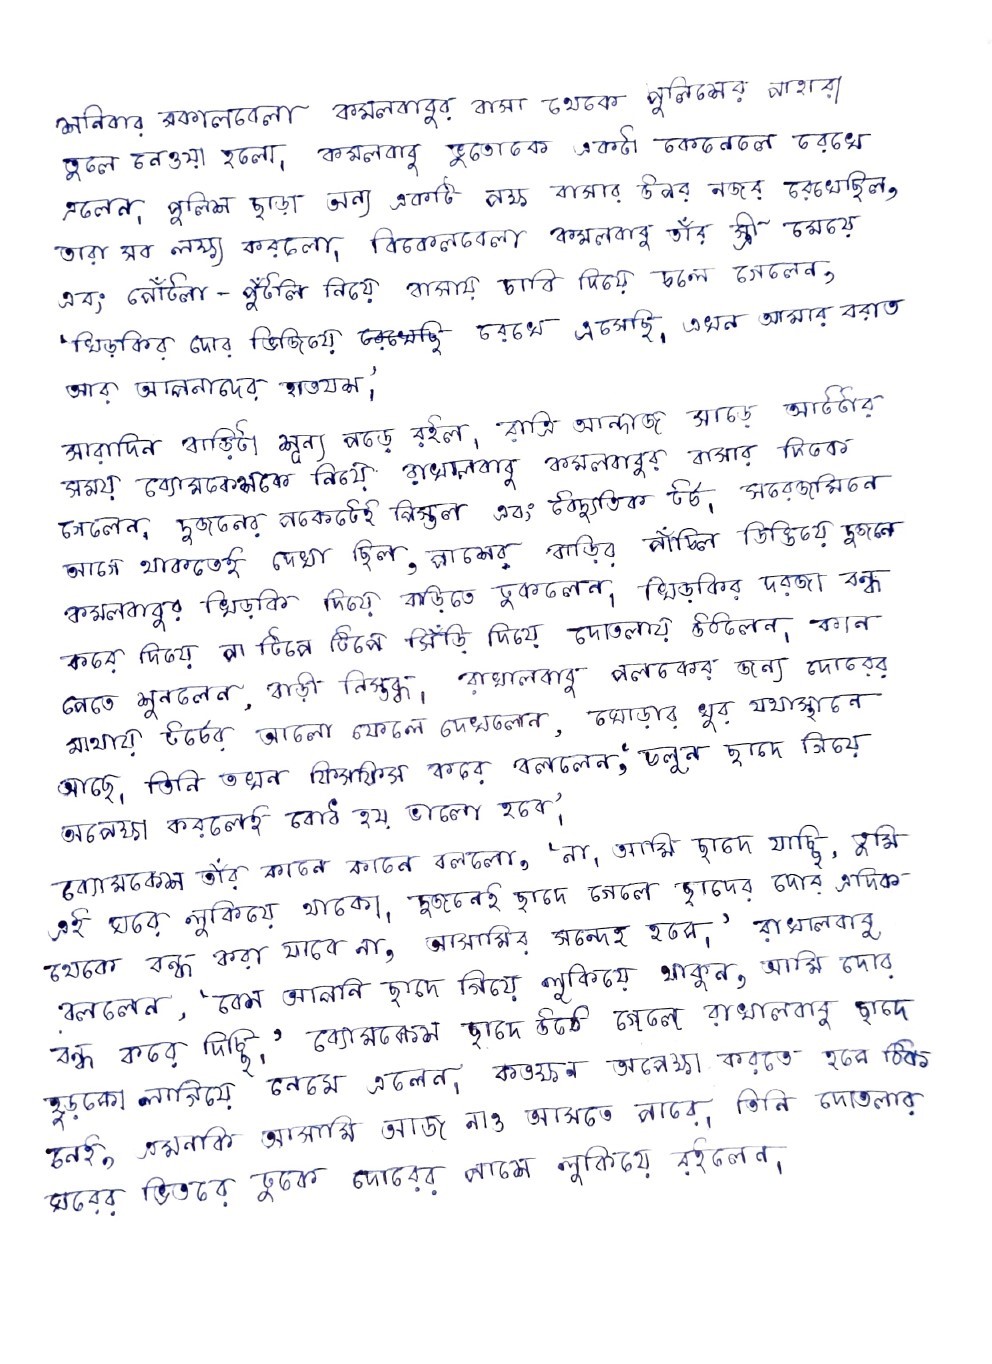 শনিবার সকালবেলা কমলবাবুর বাসা থেকে পুলিশের পাহারা
তুলে নেওয়া হলো। কমলবাবু ভুতোকে একটা কেনেলে রেখে
এলেন। পুলিশ ছাড়া অন্য একটি পক্ষ বাসার উপর নজর রেখেছিল,
তারা সব লক্ষ্য করলো। বিকেলবেলা কমলবাবু তাঁর স্ত্রী মেয়ে
এবং পোঁটলা-পুঁটলি নিয়ে বাসায় চাবি দিয়ে চলে গেলেন,
'খিড়কির দোর ভিজিয়ে রেখেছি রেখে এসেছি। এখন আমার বরাত
আর আপনাদের হাতযশ।'
সারাদিন বাড়িটা শূন্য পড়ে রইল। রাত্রি আন্দাজ সাড়ে আটটার
সময় ব্যোমকেশকে নিয়ে রাখালবাবু কমলবাবুর বাসার দিকে
গেলেন। দুজনের পকেটেই পিস্তল এবং বৈদ্যুতিক টর্চ। সরেজামিনে
আগে থাকতেই দেখা ছিল, পাশের বাড়ির পাঁচিল ডিঙিয়ে দুজনে
কমলবাবুর খিড়কি দিয়ে বাড়িতে ঢুকলেন। খিড়কির দরজা বন্ধ
করে দিয়ে পা টিপে টিপে সিঁড়ি দিয়ে দোতলায় উঠলেন। কান
পেতে শুনলেন, বাড়ী নিস্তব্ধ। রাখালবাবু পলকের জন্য দোরের
মাথায় টর্চের আলো ফেলে দেখলেন, ঘোড়ার খুর যথাস্থানে
আছে। তিনি তখন ফিসফিস করে বললেন, 'চলুন ছাদে গিয়ে
অপেক্ষা করলেই বোধ হয় ভালো হবে'।
ব্যোমকেশ তাঁর কানে কানে বললো, 'না। আমি ছাদে যাচ্ছি, তুমি
এই ঘরে লুকিয়ে থাকো। দুজনেই ছাদে গেলে ছাদের দোর এদিক
থেকে বন্ধ করা যাবে না, আসামির সন্দেহ হবে।' রাখালবাবু
বললেন, 'বেশ আপনি ছাদে গিয়ে লুকিয়ে থাকুন, আমি দোর
বন্ধ করে দিচ্ছি।' ব্যোমকেশ ছাদে উঠে গেলে রাখালবাবু ছাদে
হুড়কো লাগিয়ে নেমে এলেন। কতক্ষন অপেক্ষা করতে হবে ঠিক
নেই, এমনকি আসামি আজ নাও আসতে পারে। তিনি দোতলার
ঘরের ভিতরে ঢুকে দোরের পাশে লুকিয়ে রইলেন।